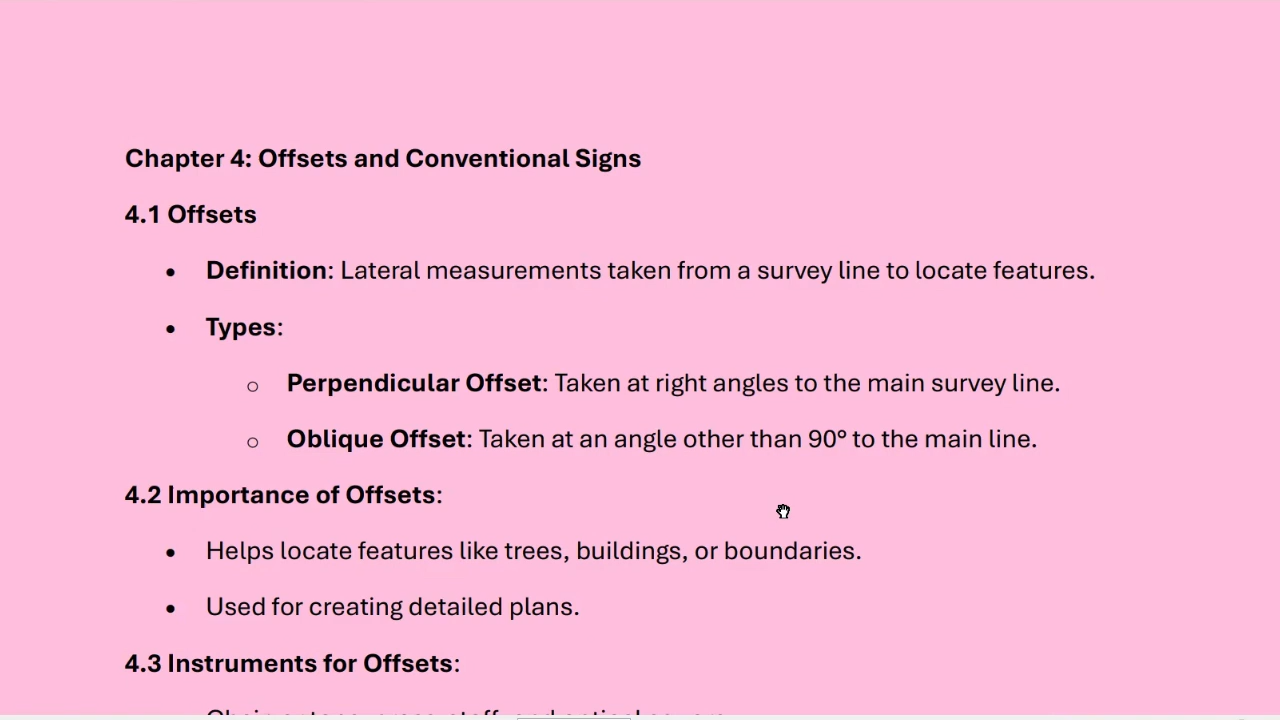 Chapter 4: Offsets and Conventional Signs
4.1 Offsets
• Definition: Lateral measurements taken from a survey line to locate features.
• Types:
o Perpendicular Offset: Taken at right angles to the main survey line.
o Oblique Offset: Taken at an angle other than 90° to the main line.
4.2 Importance of Offsets:
• Helps locate features like trees, buildings, or boundaries.
• Used for creating detailed plans.
4.3 Instruments for Offsets: